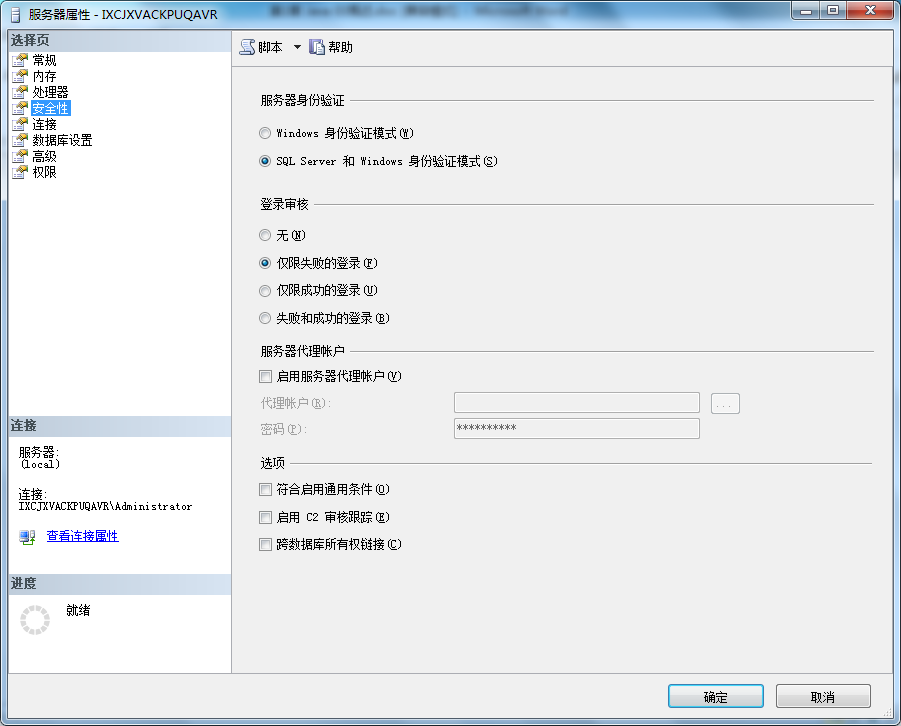 服务器属性 - IXCJXVACKPUQAVR
选择页
常规
内存
处理器
安全性
连接
数据库设置
高级
权限
连接
服务器:
(local)
连接:
IXCJXVACKPUQAVR\Administrator
查看连接属性
进度
就绪
脚本 帮助
服务器身份验证
Windows 身份验证模式(W)
SQL Server 和 Windows 身份验证模式(S)
登录审核
无(N)
仅限失败的登录(F)
仅限成功的登录(U)
失败和成功的登录(B)
服务器代理帐户
启用服务器代理帐户(V)
代理帐户(R):
...
密码(P):
**********
选项
符合启用通用条件(O)
启用 C2 审核跟踪(E)
跨数据库所有权链接(C)
确定 取消